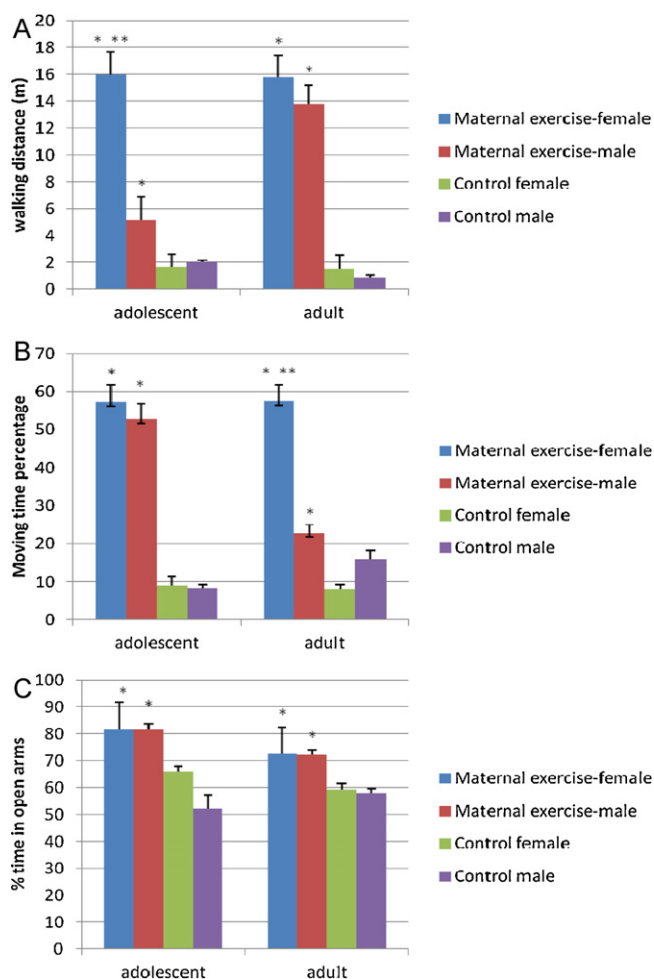 A
walking distance (m)
20
18
16
14
12
10
8
6
4
2
0
* **
*
*
*
adolescent
adult
Maternal exercise-female
Maternal exercise-male
Control female
Control male
B
Moving time percentage
70
60
50
40
30
20
10
0
*
*
* **
*
adolescent
adult
Maternal exercise-female
Maternal exercise-male
Control female
Control male
C
% time in open arms
100
90
80
70
60
50
40
30
20
10
0
*
*
*
*
adolescent
adult
Maternal exercise-female
Maternal exercise-male
Control female
Control male